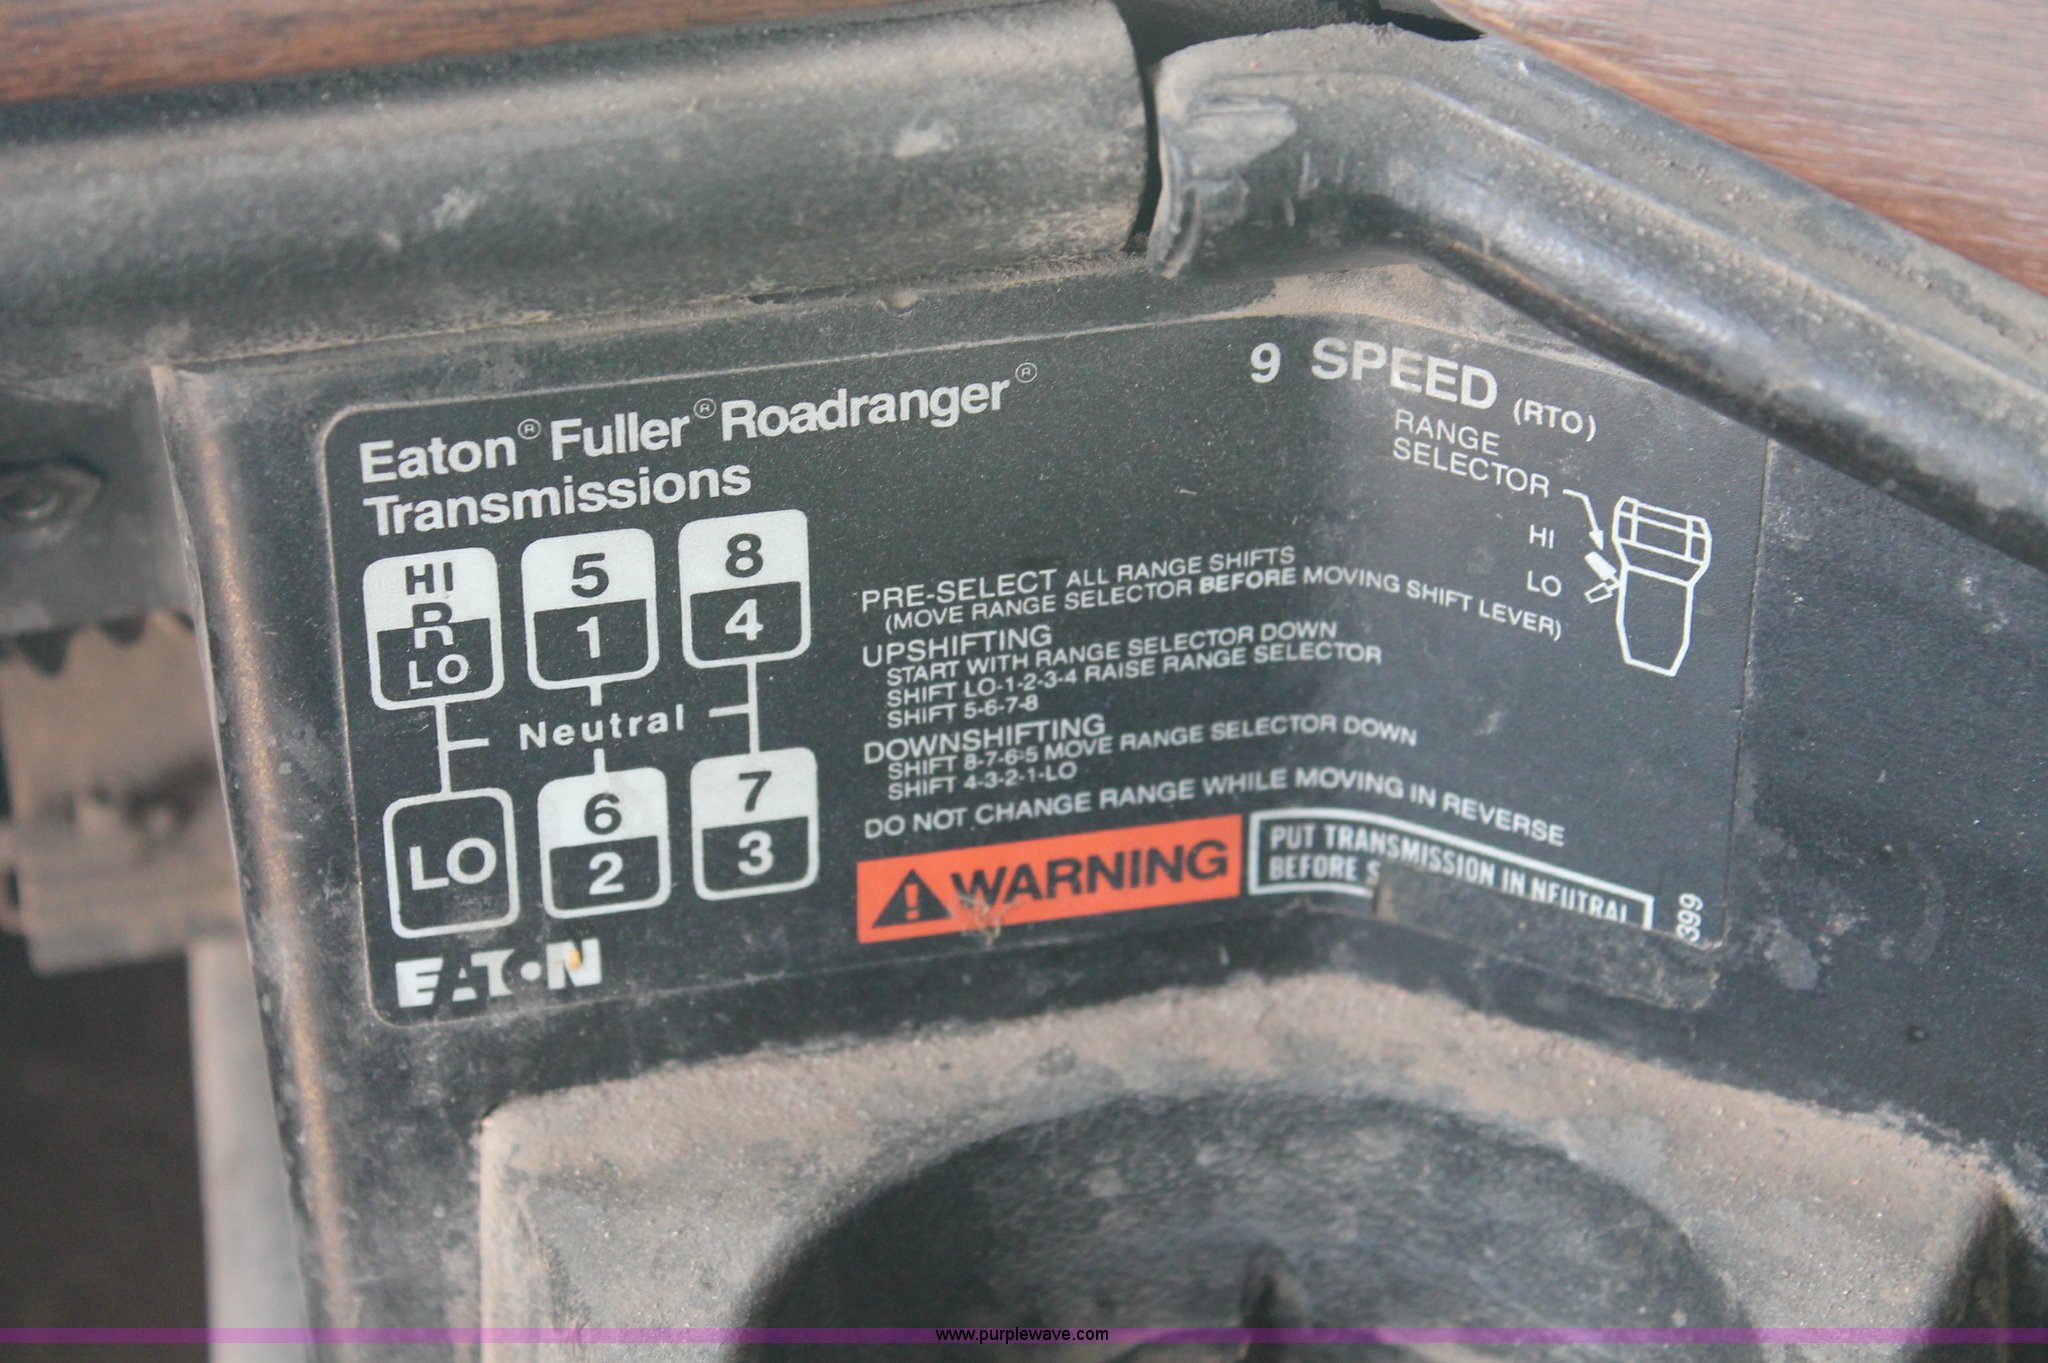 Eaton® Fuller® Roadranger®
Transmissions
9 SPEED (RTO)
RANGE
SELECTOR
HI
LO
HI
R
LO
5
1
8
4
Neutral
LO
6
2
7
3
EATON
PRE-SELECT ALL RANGE SHIFTS
(MOVE RANGE SELECTOR BEFORE MOVING SHIFT LEVER)
UPSHIFTING
START WITH RANGE SELECTOR DOWN
SHIFT LO-1-2-3-4 RAISE RANGE SELECTOR
SHIFT 5-6-7-8
DOWNSHIFTING
SHIFT 8-7-6-5 MOVE RANGE SELECTOR DOWN
SHIFT 4-3-2-1-LO
DO NOT CHANGE RANGE WHILE MOVING IN REVERSE
WARNING
PUT TRANSMISSION IN NEUTRAL
BEFORE
399
www.purplewave.com